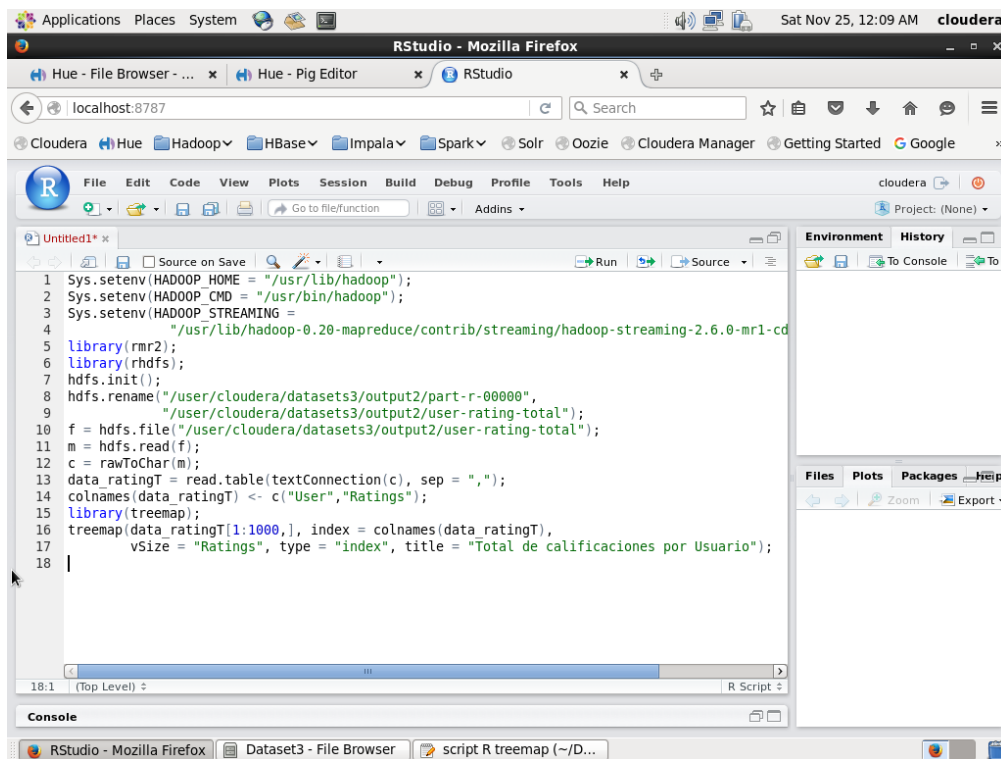 Applications Places System
Sat Nov 25, 12:09 AM cloudera
RStudio - Mozilla Firefox
Hue - File Browser - ... × Hue - Pig Editor × RStudio ×
localhost:8787 Search
Cloudera Hue Hadoop HBase Impala Spark Solr Oozie Cloudera Manager Getting Started Google »
R File Edit Code View Plots Session Build Debug Profile Tools Help cloudera
Go to file/function Addins Project: (None)
Untitled1* × Environment History
Source on Save Run Source To Console To
1 Sys.setenv(HADOOP_HOME = "/usr/lib/hadoop");
2 Sys.setenv(HADOOP_CMD = "/usr/bin/hadoop");
3 Sys.setenv(HADOOP_STREAMING =
4 "/usr/lib/hadoop-0.20-mapreduce/contrib/streaming/hadoop-streaming-2.6.0-mr1-cd
5 library(rmr2);
6 library(rhdfs);
7 hdfs.init();
8 hdfs.rename("/user/cloudera/datasets3/output2/part-r-00000",
9 "/user/cloudera/datasets3/output2/user-rating-total");
10 f = hdfs.file("/user/cloudera/datasets3/output2/user-rating-total");
11 m = hdfs.read(f);
12 c = rawToChar(m);
13 data_ratingT = read.table(textConnection(c), sep = ",");
14 colnames(data_ratingT) <- c("User","Ratings");
15 library(treemap);
16 treemap(data_ratingT[1:1000,], index = colnames(data_ratingT),
17 vSize = "Ratings", type = "index", title = "Total de calificaciones por Usuario");
18
Files Plots Packages Help
Zoom Export
18:1 (Top Level) R Script
Console
RStudio - Mozilla Firefox Dataset3 - File Browser script R treemap (~/D...